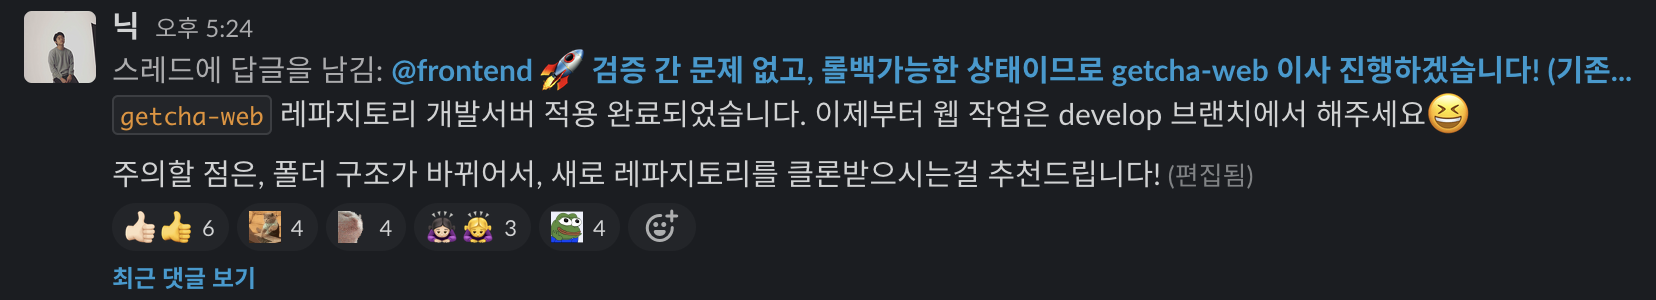 닉 오후 5:24
스레드에 답글을 남김: @frontend 🚀 검증 간 문제 없고, 롤백가능한 상태이므로 getcha-web 이사 진행하겠습니다! (기존...
getcha-web 레파지토리 개발서버 적용 완료되었습니다. 이제부터 웹 작업은 develop 브랜치에서 해주세요😆
주의할 점은, 폴더 구조가 바뀌어서, 새로 레파지토리를 클론받으시는걸 추천드립니다! (편집됨)
6 4 4 3 4
최근 댓글 보기